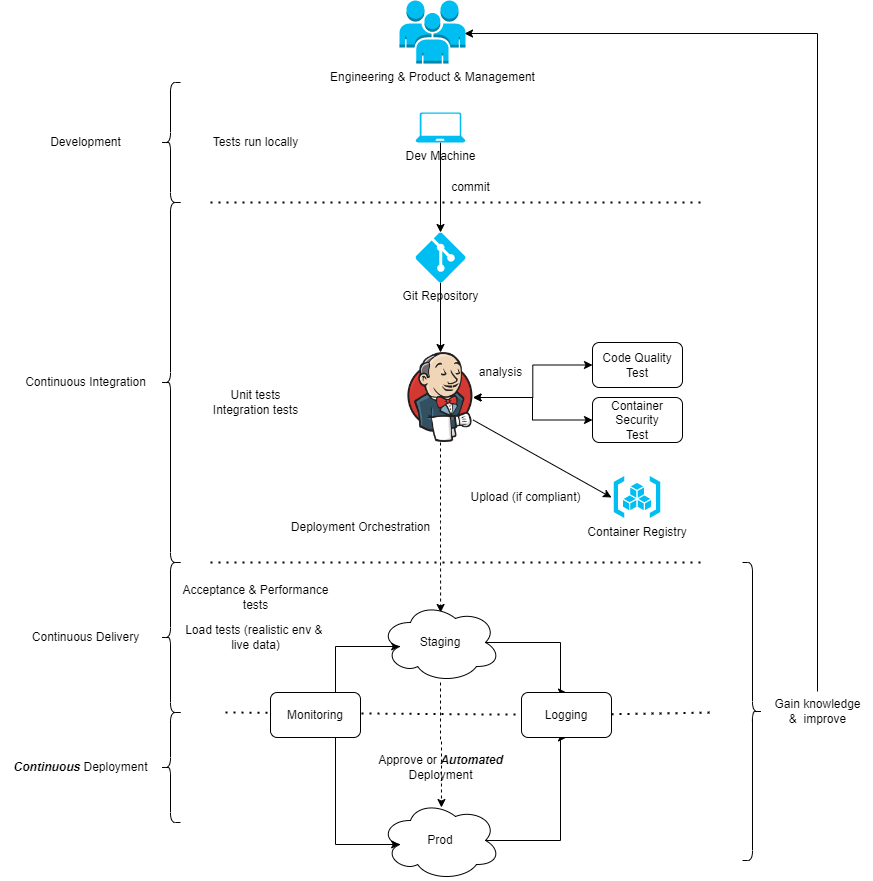 Engineering & Product & Management
Development
Tests run locally
Dev Machine
commit
Git Repository
Continuous Integration
Unit tests
Integration tests
analysis
Code Quality
Test
Container
Security
Test
Upload (if compliant)
Container Registry
Deployment Orchestration
Acceptance & Performance
tests
Continuous Delivery
Load tests (realistic env &
live data)
Staging
Monitoring
Logging
Gain knowledge
& improve
Continuous Deployment
Approve or Automated
Deployment
Prod